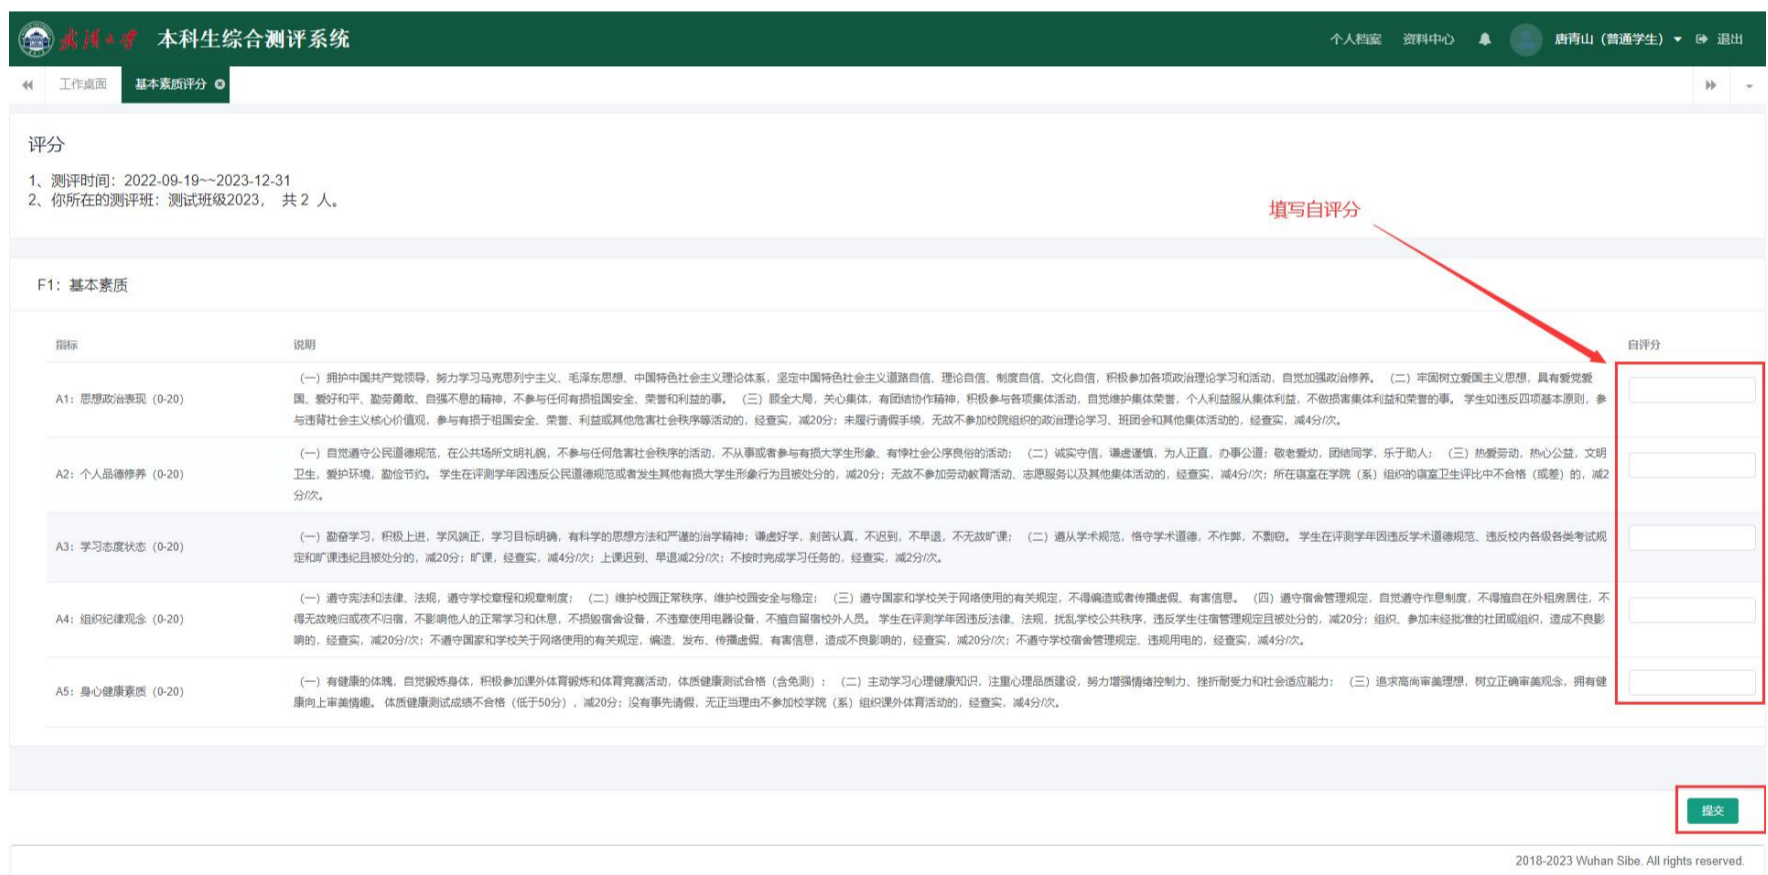 武汉大学 本科生综合测评系统 个人档案 资料中心 唐青山（普通学生） 退出
工作桌面 基本素质评分
评分
1、测评时间：2022-09-19~~2023-12-31
2、你所在的测评班：测试班级2023， 共 2 人。
填写自评分
F1：基本素质
指标 说明 自评分
（一）拥护中国共产党领导，努力学习马克思列宁主义、毛泽东思想、中国特色社会主义理论体系，坚定中国特色社会主义道路自信、理论自信、制度自信、文化自信，积极参加各项政治理论学习和活动，自觉加强政治修养。 （二）牢固树立爱国主义思想，具有爱党爱
A1：思想政治表现（0-20） 国、爱好和平、勤劳勇敢、自强不息的精神，不参与任何有损祖国安全、荣誉和利益的事。 （三）顾全大局，关心集体，有团结协作精神，积极参与各项集体活动，自觉维护集体荣誉，个人利益服从集体利益，不做损害集体利益和荣誉的事。 学生如违反四项基本原则，参
与违背社会主义核心价值观，参与有损于祖国安全、荣誉、利益或其他危害社会秩序等活动的，经查实，减20分；未履行请假手续，无故不参加校院组织的政治理论学习、班团会和其他集体活动的，经查实，减4分/次。
（一）自觉遵守公民道德规范，在公共场所文明礼貌，不参与任何危害社会秩序的活动，不从事或者参与有损大学生形象、有悖社会公序良俗的活动； （二）诚实守信，谦虚谨慎，为人正直，办事公道；敬老爱幼，团结同学，乐于助人； （三）热爱劳动，热心公益，文明
A2：个人品德修养（0-20） 卫生，爱护环境，勤俭节约。 学生在评测学年因违反公民道德规范或者发生其他有损大学生形象行为且被处分的，减20分；无故不参加劳动教育活动、志愿服务以及其他集体活动的，经查实，减4分/次；所在寝室在学院（系）组织的寝室卫生评比中不合格（或差）的，减2
分/次。
A3：学习态度状态（0-20） （一）勤奋学习，积极上进，学风端正，学习目标明确，有科学的思想方法和严谨的治学精神；谦虚好学，刻苦认真，不迟到，不早退，不无故旷课； （二）遵从学术规范，恪守学术道德，不作弊，不剽窃。 学生在评测学年因违反学术道德规范、违反校内各级各类考试规
定和旷课违纪且被处分的，减20分；旷课，经查实，减4分/次；上课迟到、早退减2分/次；不按时完成学习任务的，经查实，减2分/次。
（一）遵守宪法和法律、法规，遵守学校章程和规章制度； （二）维护校园正常秩序，维护校园安全与稳定； （三）遵守国家和学校关于网络使用的有关规定，不得编造或者传播虚假、有害信息。 （四）遵守宿舍管理规定，自觉遵守作息制度，不得擅自在外租房居住，不
A4：组织纪律观念（0-20） 得无故晚归或夜不归宿，不影响他人的正常学习和休息，不损毁宿舍设备，不违章使用电器设备，不擅自留宿校外人员。 学生在评测学年因违反法律、法规，扰乱学校公共秩序，违反学生住宿管理规定且被处分的，减20分；组织、参加未经批准的社团或组织，造成不良影
响的，经查实，减20分/次；不遵守国家和学校关于网络使用的有关规定，编造、发布、传播虚假、有害信息，造成不良影响的，经查实，减20分/次；不遵守学校宿舍管理规定、违规用电的，经查实，减4分/次。
A5：身心健康素质（0-20） （一）有健康的体魄，自觉锻炼身体，积极参加课外体育锻炼和体育竞赛活动，体质健康测试合格（含免测）； （二）主动学习心理健康知识，注重心理品质建设，努力增强情绪控制力、挫折耐受力和社会适应能力； （三）追求高尚审美理想，树立正确审美观念，拥有健
康向上审美情趣。 体质健康测试成绩不合格（低于50分），减20分；没有事先请假，无正当理由不参加校学院（系）组织课外体育活动的，经查实，减4分/次。
提交
2018-2023 Wuhan Sibe. All rights reserved.